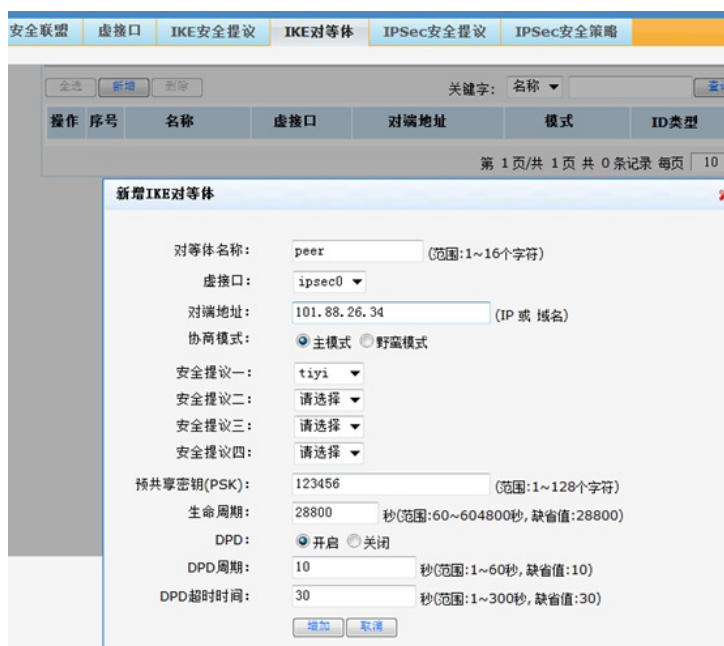 安全联盟 虚接口 IKE安全提议 IKE对等体 IPSec安全提议 IPSec安全策略
全选 新增 删除 关键字: 名称
操作 序号 名称 虚接口 对端地址 模式 ID类型
第 1 页/共 1 页 共 0 条记录 每页 10
新增IKE对等体
对等体名称: peer (范围:1~16个字符)
虚接口: ipsec0
对端地址: 101.88.26.34 (IP 或 域名)
协商模式: 主模式 野蛮模式
安全提议一: tiyi
安全提议二: 请选择
安全提议三: 请选择
安全提议四: 请选择
预共享密钥(PSK): 123456 (范围:1~128个字符)
生命周期: 28800 秒(范围:60~604800秒, 缺省值:28800)
DPD: 开启 关闭
DPD周期: 10 秒(范围:1~60秒, 缺省值:10)
DPD超时时间: 30 秒(范围:1~300秒, 缺省值:30)
增加 取消